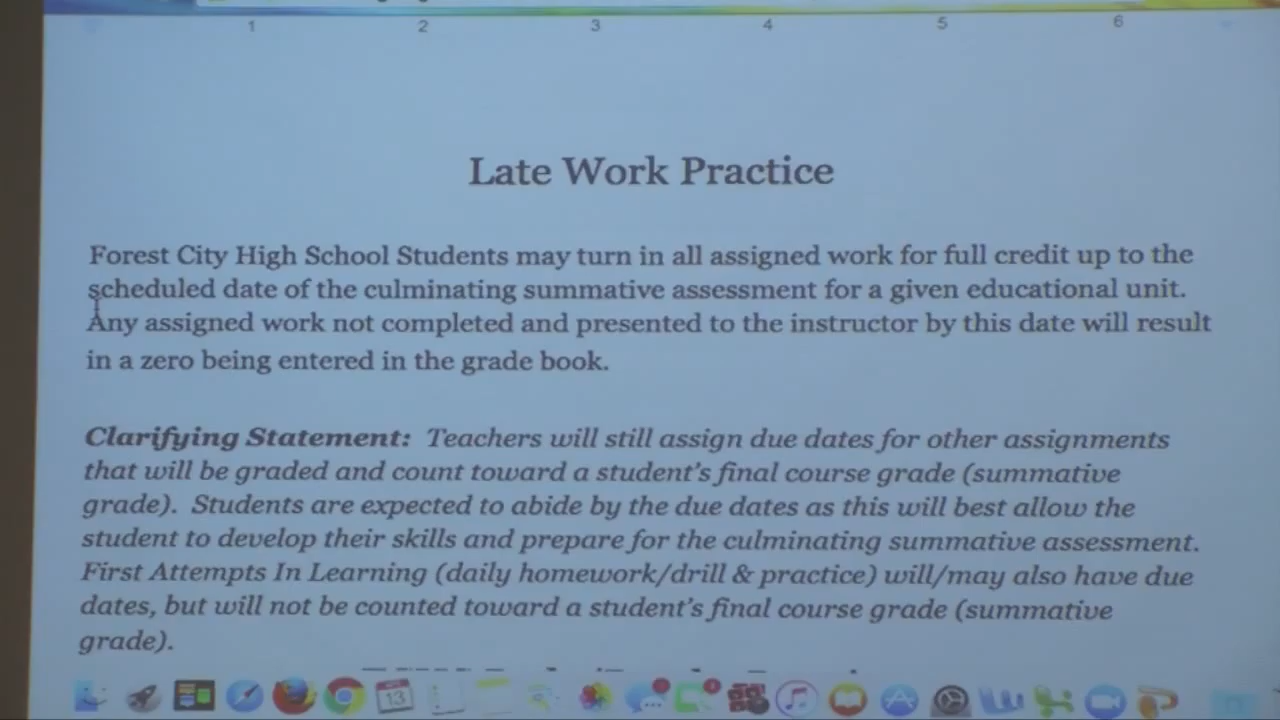 1 2 3 4 5 6
Late Work Practice
Forest City High School Students may turn in all assigned work for full credit up to the
scheduled date of the culminating summative assessment for a given educational unit.
Any assigned work not completed and presented to the instructor by this date will result
in a zero being entered in the grade book.
Clarifying Statement: Teachers will still assign due dates for other assignments
that will be graded and count toward a student's final course grade (summative
grade). Students are expected to abide by the due dates as this will best allow the
student to develop their skills and prepare for the culminating summative assessment.
First Attempts In Learning (daily homework/drill & practice) will/may also have due
dates, but will not be counted toward a student's final course grade (summative
grade).
13